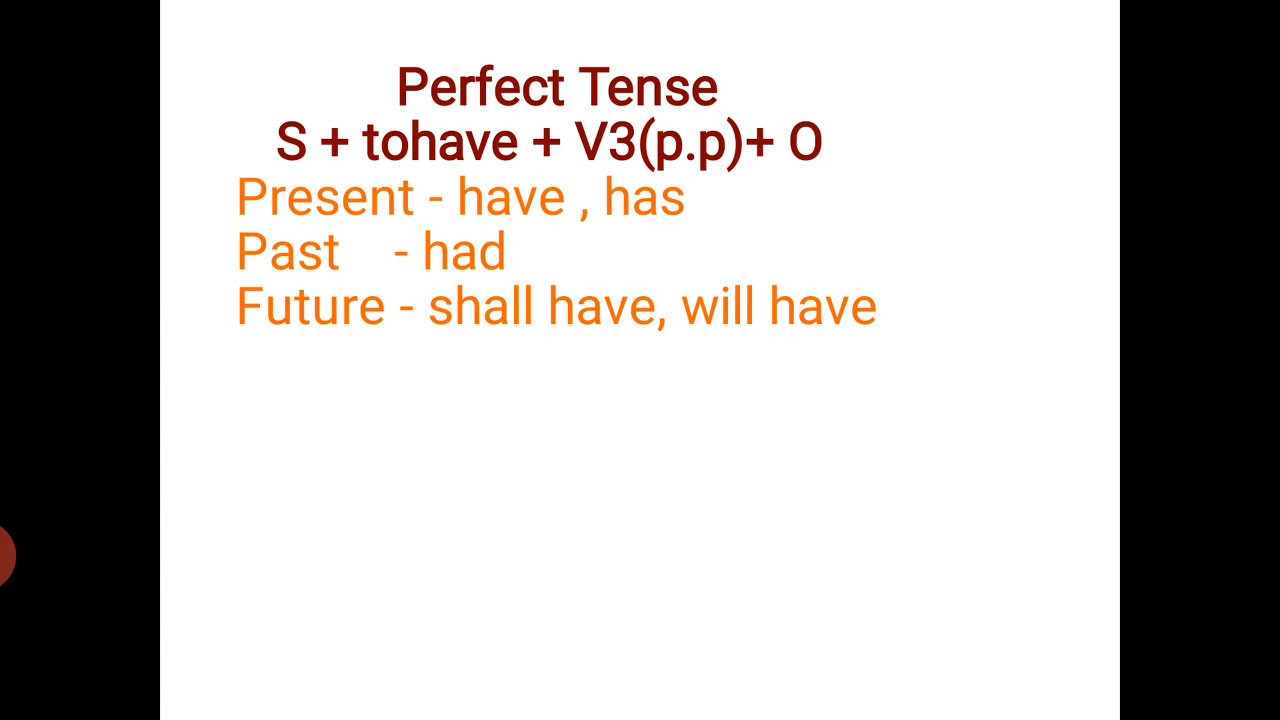 Perfect Tense
S + tohave + V3(p.p)+ O
Present - have , has
Past - had
Future - shall have, will have